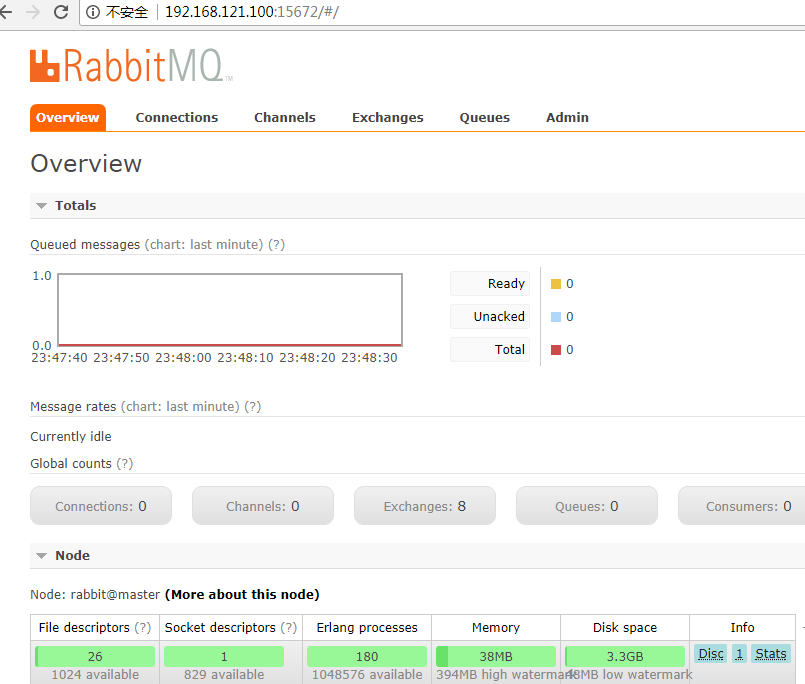 不安全 192.168.121.100:15672/#/
RabbitMQ TM
Overview Connections Channels Exchanges Queues Admin
Overview
Totals
Queued messages (chart: last minute) (?)
1.0
0.0
23:47:40 23:47:50 23:48:00 23:48:10 23:48:20 23:48:30
Ready 0
Unacked 0
Total 0
Message rates (chart: last minute) (?)
Currently idle
Global counts (?)
Connections: 0 Channels: 0 Exchanges: 8 Queues: 0 Consumers: 0
Node
Node: rabbit@master (More about this node)
File descriptors (?) Socket descriptors (?) Erlang processes Memory Disk space Info
26 1 180 38MB 3.3GB Disc 1 Stats
1024 available 829 available 1048576 available 394MB high watermark 48MB low watermark